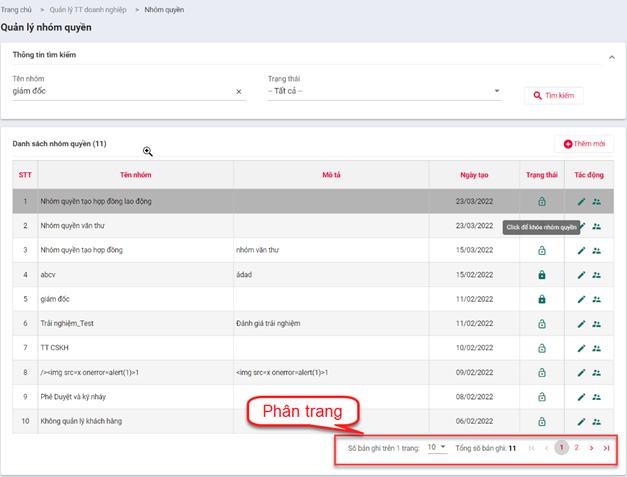 Trang chủ > Quản lý TT doanh nghiệp > Nhóm quyền
Quản lý nhóm quyền
Thông tin tìm kiếm
Tên nhóm
giám đốc
Trạng thái
-- Tất cả --
Tìm kiếm
Danh sách nhóm quyền (11)
Thêm mới
STT Tên nhóm Mô tả Ngày tạo Trạng thái Tác động
1 Nhóm quyền tạo hợp đồng lao động 23/03/2022
2 Nhóm quyền văn thư 23/03/2022
Click để khóa nhóm quyền
3 Nhóm quyền tạo hợp đồng nhóm văn thư 15/03/2022
4 abcv ádad 15/02/2022
5 giám đốc 11/02/2022
6 Trải nghiệm_Test Đánh giá trải nghiệm 11/02/2022
7 TT CSKH 10/02/2022
8 /><img src=x onerror=alert(1)>1 <img src=x onerror=alert(1)>1 09/02/2022
9 Phê Duyệt và ký nháy 08/02/2022
10 Không quản lý khách hàng 06/02/2022
Phân trang
Số bản ghi trên 1 trang: 10 Tổng số bản ghi: 11 1 2